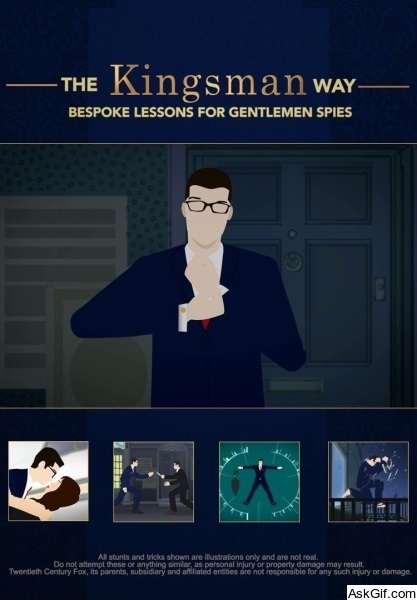 THE Kingsman WAY
BESPOKE LESSONS FOR GENTLEMEN SPIES
All stunts and tricks shown are illustrations only and are not real.
Do not attempt these or anything similar, as personal injury or property damage may result.
Twentieth Century Fox, its parents, subsidiary and affiliated entities are not responsible for any such injury or damage.
AskGif.com